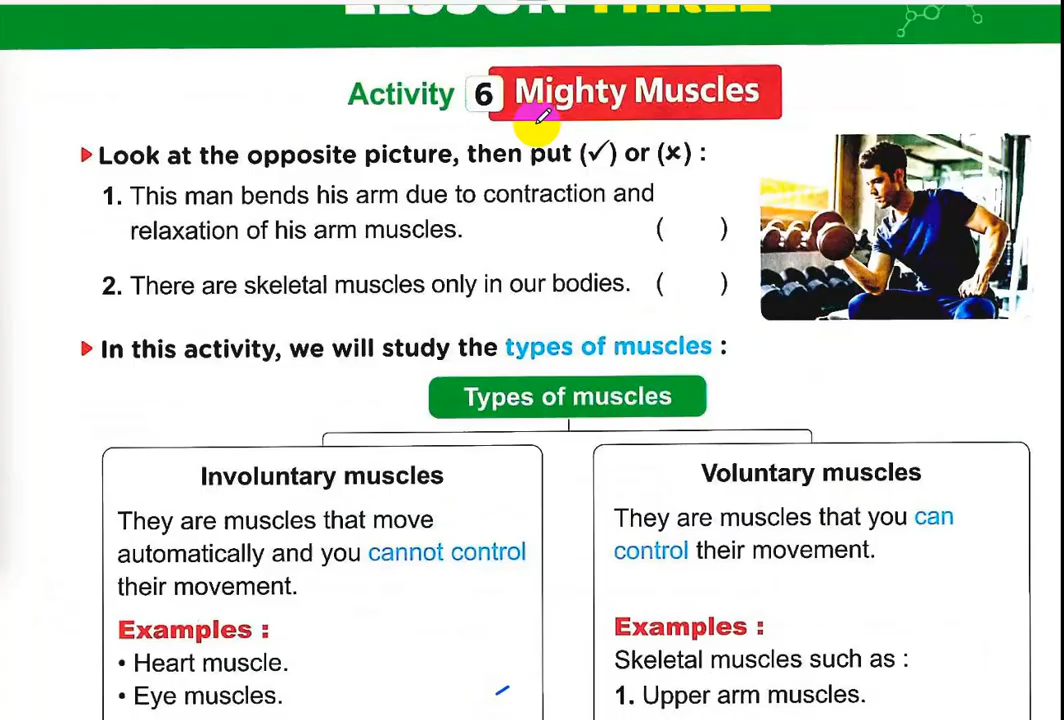 LESSON THREE
Activity 6 Mighty Muscles
Look at the opposite picture, then put (✓) or (×) :
1. This man bends his arm due to contraction and
relaxation of his arm muscles. ( )
2. There are skeletal muscles only in our bodies. ( )
In this activity, we will study the types of muscles :
Types of muscles
Involuntary muscles
They are muscles that move
automatically and you cannot control
their movement.
Examples :
• Heart muscle.
• Eye muscles.
Voluntary muscles
They are muscles that you can
control their movement.
Examples :
Skeletal muscles such as :
1. Upper arm muscles.